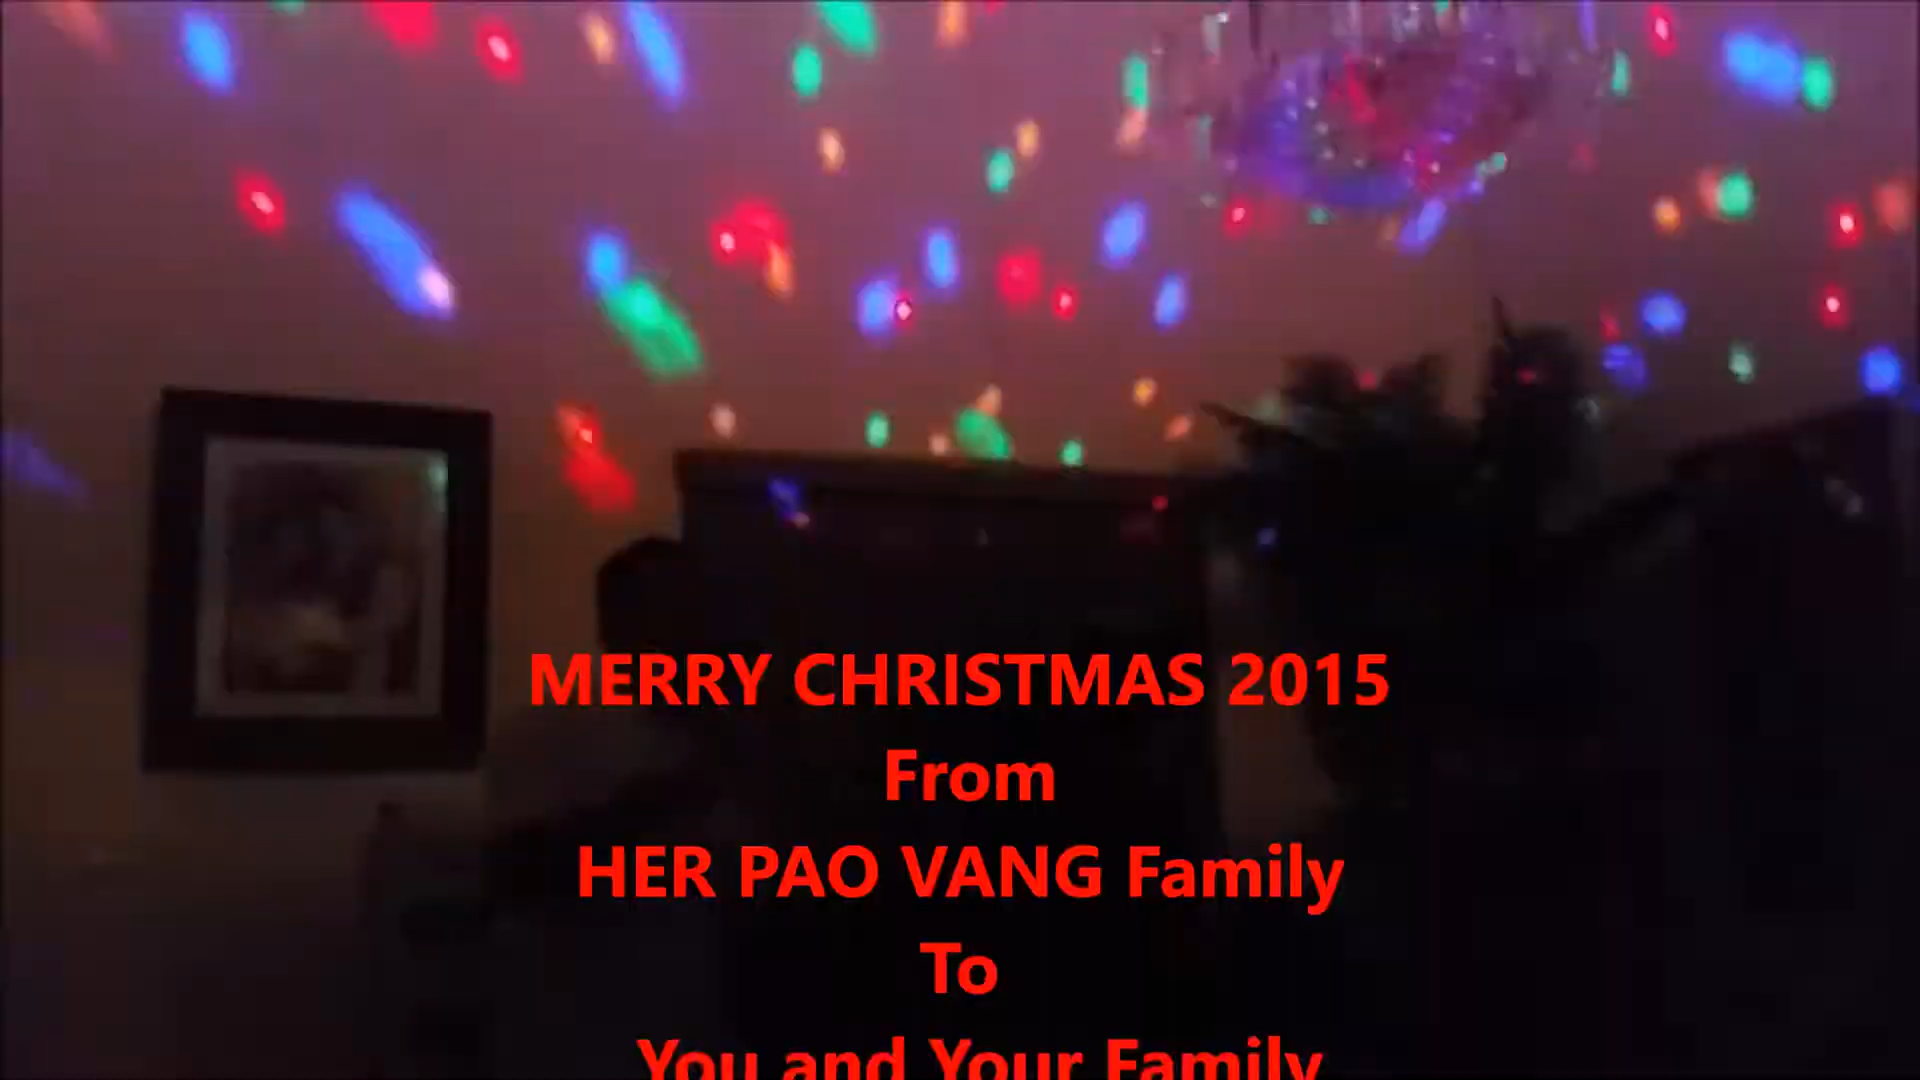 MERRY CHRISTMAS 2015
From
HER PAO VANG Family
To
You and Your Family